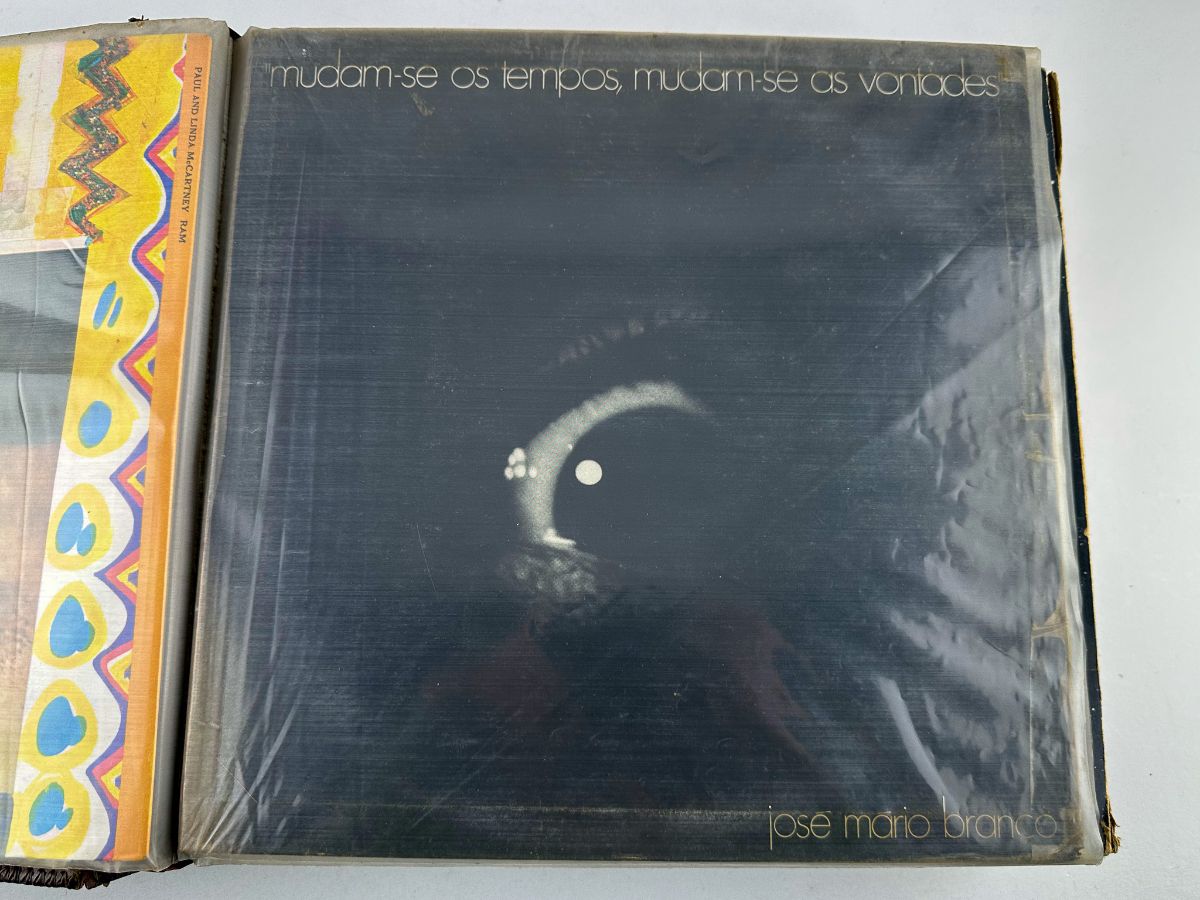 PAUL AND LINDA McCARTNEY RAM
"mudam-se os tempos, mudam-se as vontades"
josé mário branco